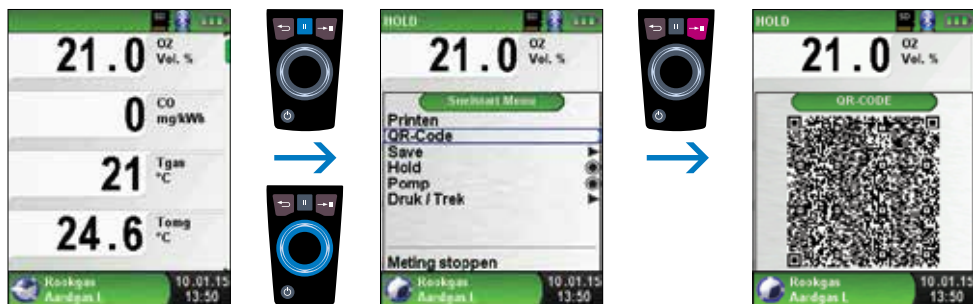 21.0 O2 Vol. %
0 CO mg/kWh
21 Tgas °C
24.6 Tomg °C
Rookgas 10.01.15
Aardgas L 13:50
HOLD SD
21.0 O2 Vol. %
Snelstart Menu
Printen
QR-Code
Save
Hold
Pomp
Druk / Trek
Meting stoppen
Rookgas 10.01.15
Aardgas L 13:50
HOLD SD
21.0 O2 Vol. %
QR-CODE
Rookgas 10.01.15
Aardgas L 13:50